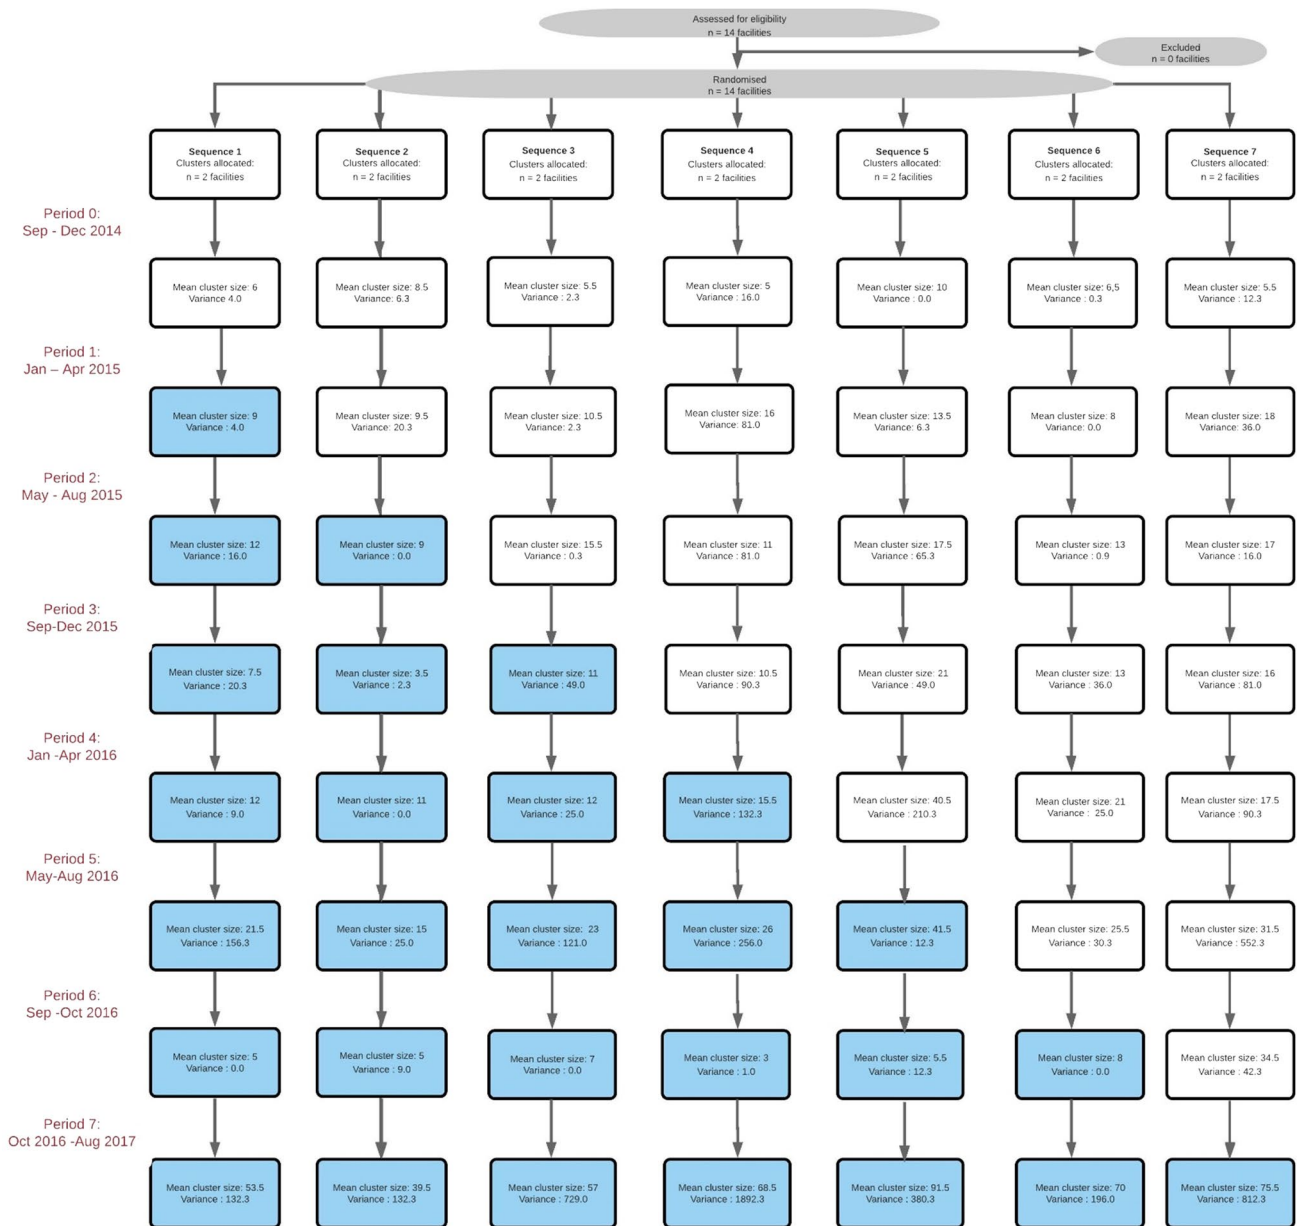 Assessed for eligibility
n = 14 facilities
Excluded
n = 0 facilities
Randomised
n = 14 facilities
Sequence 1
Clusters allocated:
n = 2 facilities
Sequence 2
Clusters allocated:
n = 2 facilities
Sequence 3
Clusters allocated:
n = 2 facilities
Sequence 4
Clusters allocated:
n = 2 facilities
Sequence 5
Clusters allocated:
n = 2 facilities
Sequence 6
Clusters allocated:
n = 2 facilities
Sequence 7
Clusters allocated:
n = 2 facilities
Period 0:
Sep - Dec 2014
Mean cluster size: 6
Variance 4.0
Mean cluster size: 8.5
Variance: 6.3
Mean cluster size: 5.5
Variance : 2.3
Mean cluster size: 5
Variance : 16.0
Mean cluster size: 10
Variance : 0.0
Mean cluster size: 6,5
Variance : 0.3
Mean cluster size: 5.5
Variance : 12.3
Period 1:
Jan – Apr 2015
Mean cluster size: 9
Variance : 4.0
Mean cluster size: 9.5
Variance: 20.3
Mean cluster size: 10.5
Variance : 2.3
Mean cluster size: 16
Variance: 81.0
Mean cluster size: 13.5
Variance : 6.3
Mean cluster size: 8
Variance : 0.0
Mean cluster size: 18
Variance : 36.0
Period 2:
May - Aug 2015
Mean cluster size: 12
Variance : 16.0
Mean cluster size: 9
Variance : 0.0
Mean cluster size: 15.5
Variance : 0.3
Mean cluster size: 11
Variance : 81.0
Mean cluster size: 17.5
Variance : 65.3
Mean cluster size: 13
Variance : 0.9
Mean cluster size: 17
Variance : 16.0
Period 3:
Sep-Dec 2015
Mean cluster size: 7.5
Variance : 20.3
Mean cluster size: 3.5
Variance : 2.3
Mean cluster size: 11
Variance : 49.0
Mean cluster size: 10.5
Variance : 90.3
Mean cluster size: 21
Variance : 49.0
Mean cluster size: 13
Variance : 36.0
Mean cluster size: 16
Variance : 81.0
Period 4:
Jan -Apr 2016
Mean cluster size: 12
Variance : 9.0
Mean cluster size: 11
Variance : 0.0
Mean cluster size: 12
Variance : 25.0
Mean cluster size: 15.5
Variance : 132.3
Mean cluster size: 40.5
Variance : 210.3
Mean cluster size: 21
Variance : 25.0
Mean cluster size: 17.5
Variance : 90.3
Period 5:
May-Aug 2016
Mean cluster size: 21.5
Variance : 156.3
Mean cluster size: 15
Variance : 25.0
Mean cluster size: 23
Variance : 121.0
Mean cluster size: 26
Variance : 256.0
Mean cluster size: 41.5
Variance : 12.3
Mean cluster size: 25.5
Variance : 30.3
Mean cluster size: 31.5
Variance : 552.3
Period 6:
Sep -Oct 2016
Mean cluster size: 5
Variance : 0.0
Mean cluster size: 5
Variance : 9.0
Mean cluster size: 7
Variance : 0.0
Mean cluster size: 3
Variance : 1.0
Mean cluster size: 5.5
Variance : 12.3
Mean cluster size: 8
Variance : 0.0
Mean cluster size: 34.5
Variance : 42.3
Period 7:
Oct 2016 -Aug 2017
Mean cluster size: 53.5
Variance : 132.3
Mean cluster size: 39.5
Variance : 132.3
Mean cluster size: 57
Variance : 729.0
Mean cluster size: 68.5
Variance : 1892.3
Mean cluster size: 91.5
Variance : 380.3
Mean cluster size: 70
Variance : 196.0
Mean cluster size: 75.5
Variance : 812.3